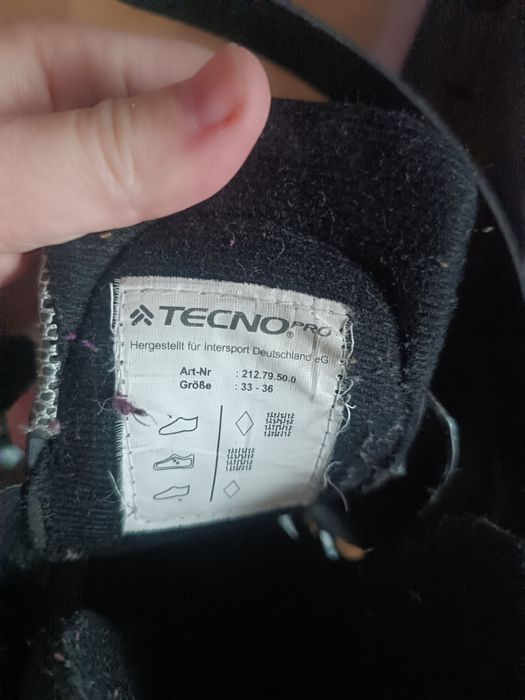 TECNOPRO
Hergestellt für Intersport Deutschland eG
Art-Nr : 212.79.50.0
Größe : 33 - 36